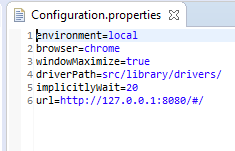 Configuration.properties
1 environment=local
2 browser=chrome
3 windowMaximize=true
4 driverPath=src/library/drivers/
5 implicitlyWait=20
6 url=http://127.0.0.1:8080/#/